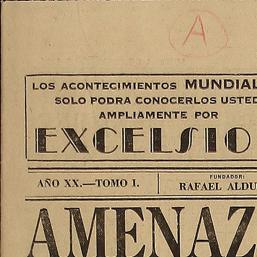 A
LOS ACONTECIMIENTOS MUNDIAL
SOLO PODRA CONOCERLOS USTED
AMPLIAMENTE POR
EXCELSIO
AÑO XX.—TOMO I.
FUNDADOR:
RAFAEL ALDU
AMENAZ